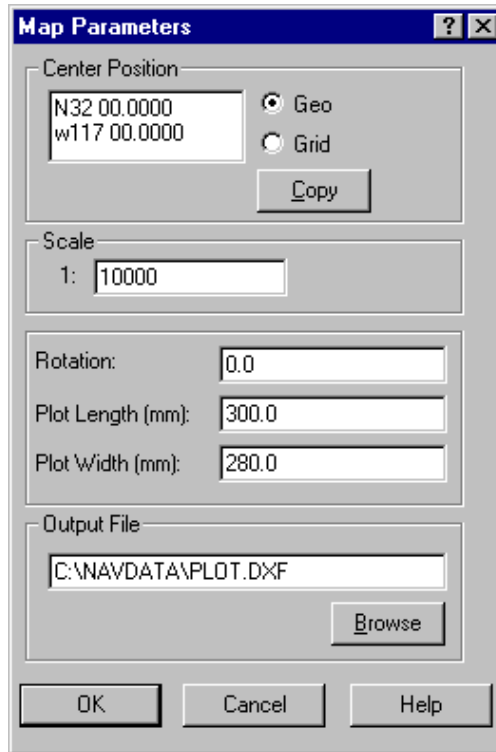 Map Parameters
Center Position
N32 00.0000
w117 00.0000
Geo
Grid
Copy
Scale
1: 10000
Rotation: 0.0
Plot Length (mm): 300.0
Plot Width (mm): 280.0
Output File
C:\NAVDATA\PLOT.DXF
Browse
OK Cancel Help